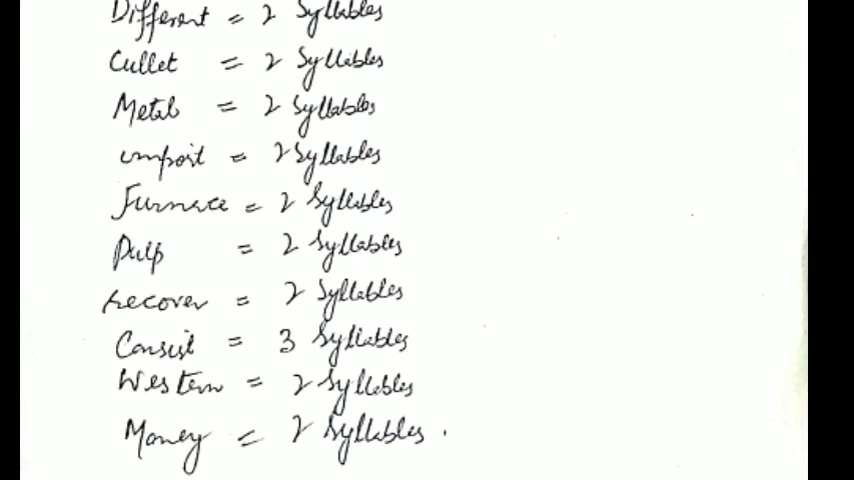 Different = 2 Syllables
Cullet = 2 Syllables
Metal = 2 Syllables
import = 2 Syllables
Furnace = 2 Syllables
Pulp = 2 Syllables
recover = 2 Syllables
Consist = 3 Syllables
Western = 2 Syllables
Money = 2 Syllables .